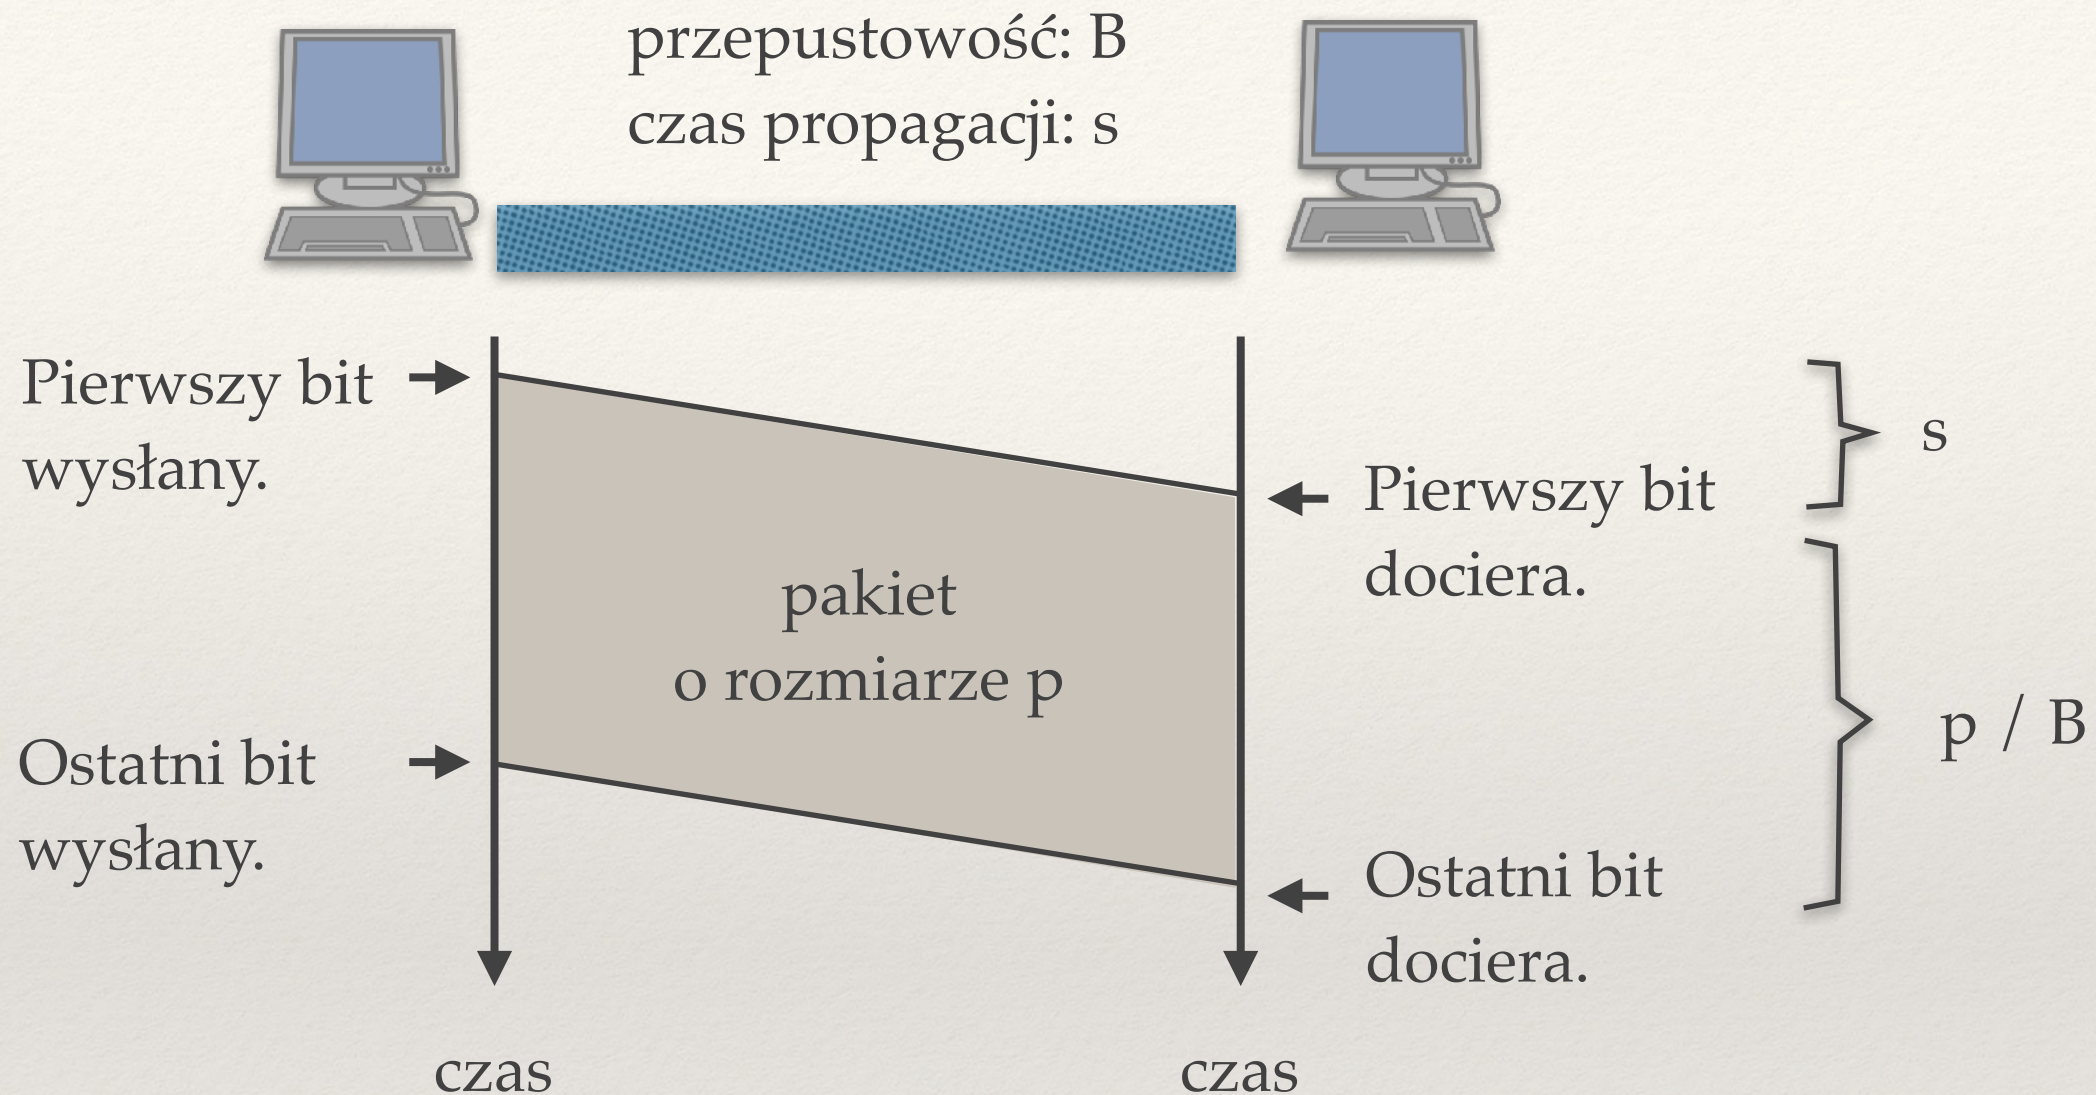 przepustowość: B
czas propagacji: s
Pierwszy bit
wysłany.
s
Pierwszy bit
dociera.
pakiet
o rozmiarze p
p / B
Ostatni bit
wysłany.
Ostatni bit
dociera.
czas
czas